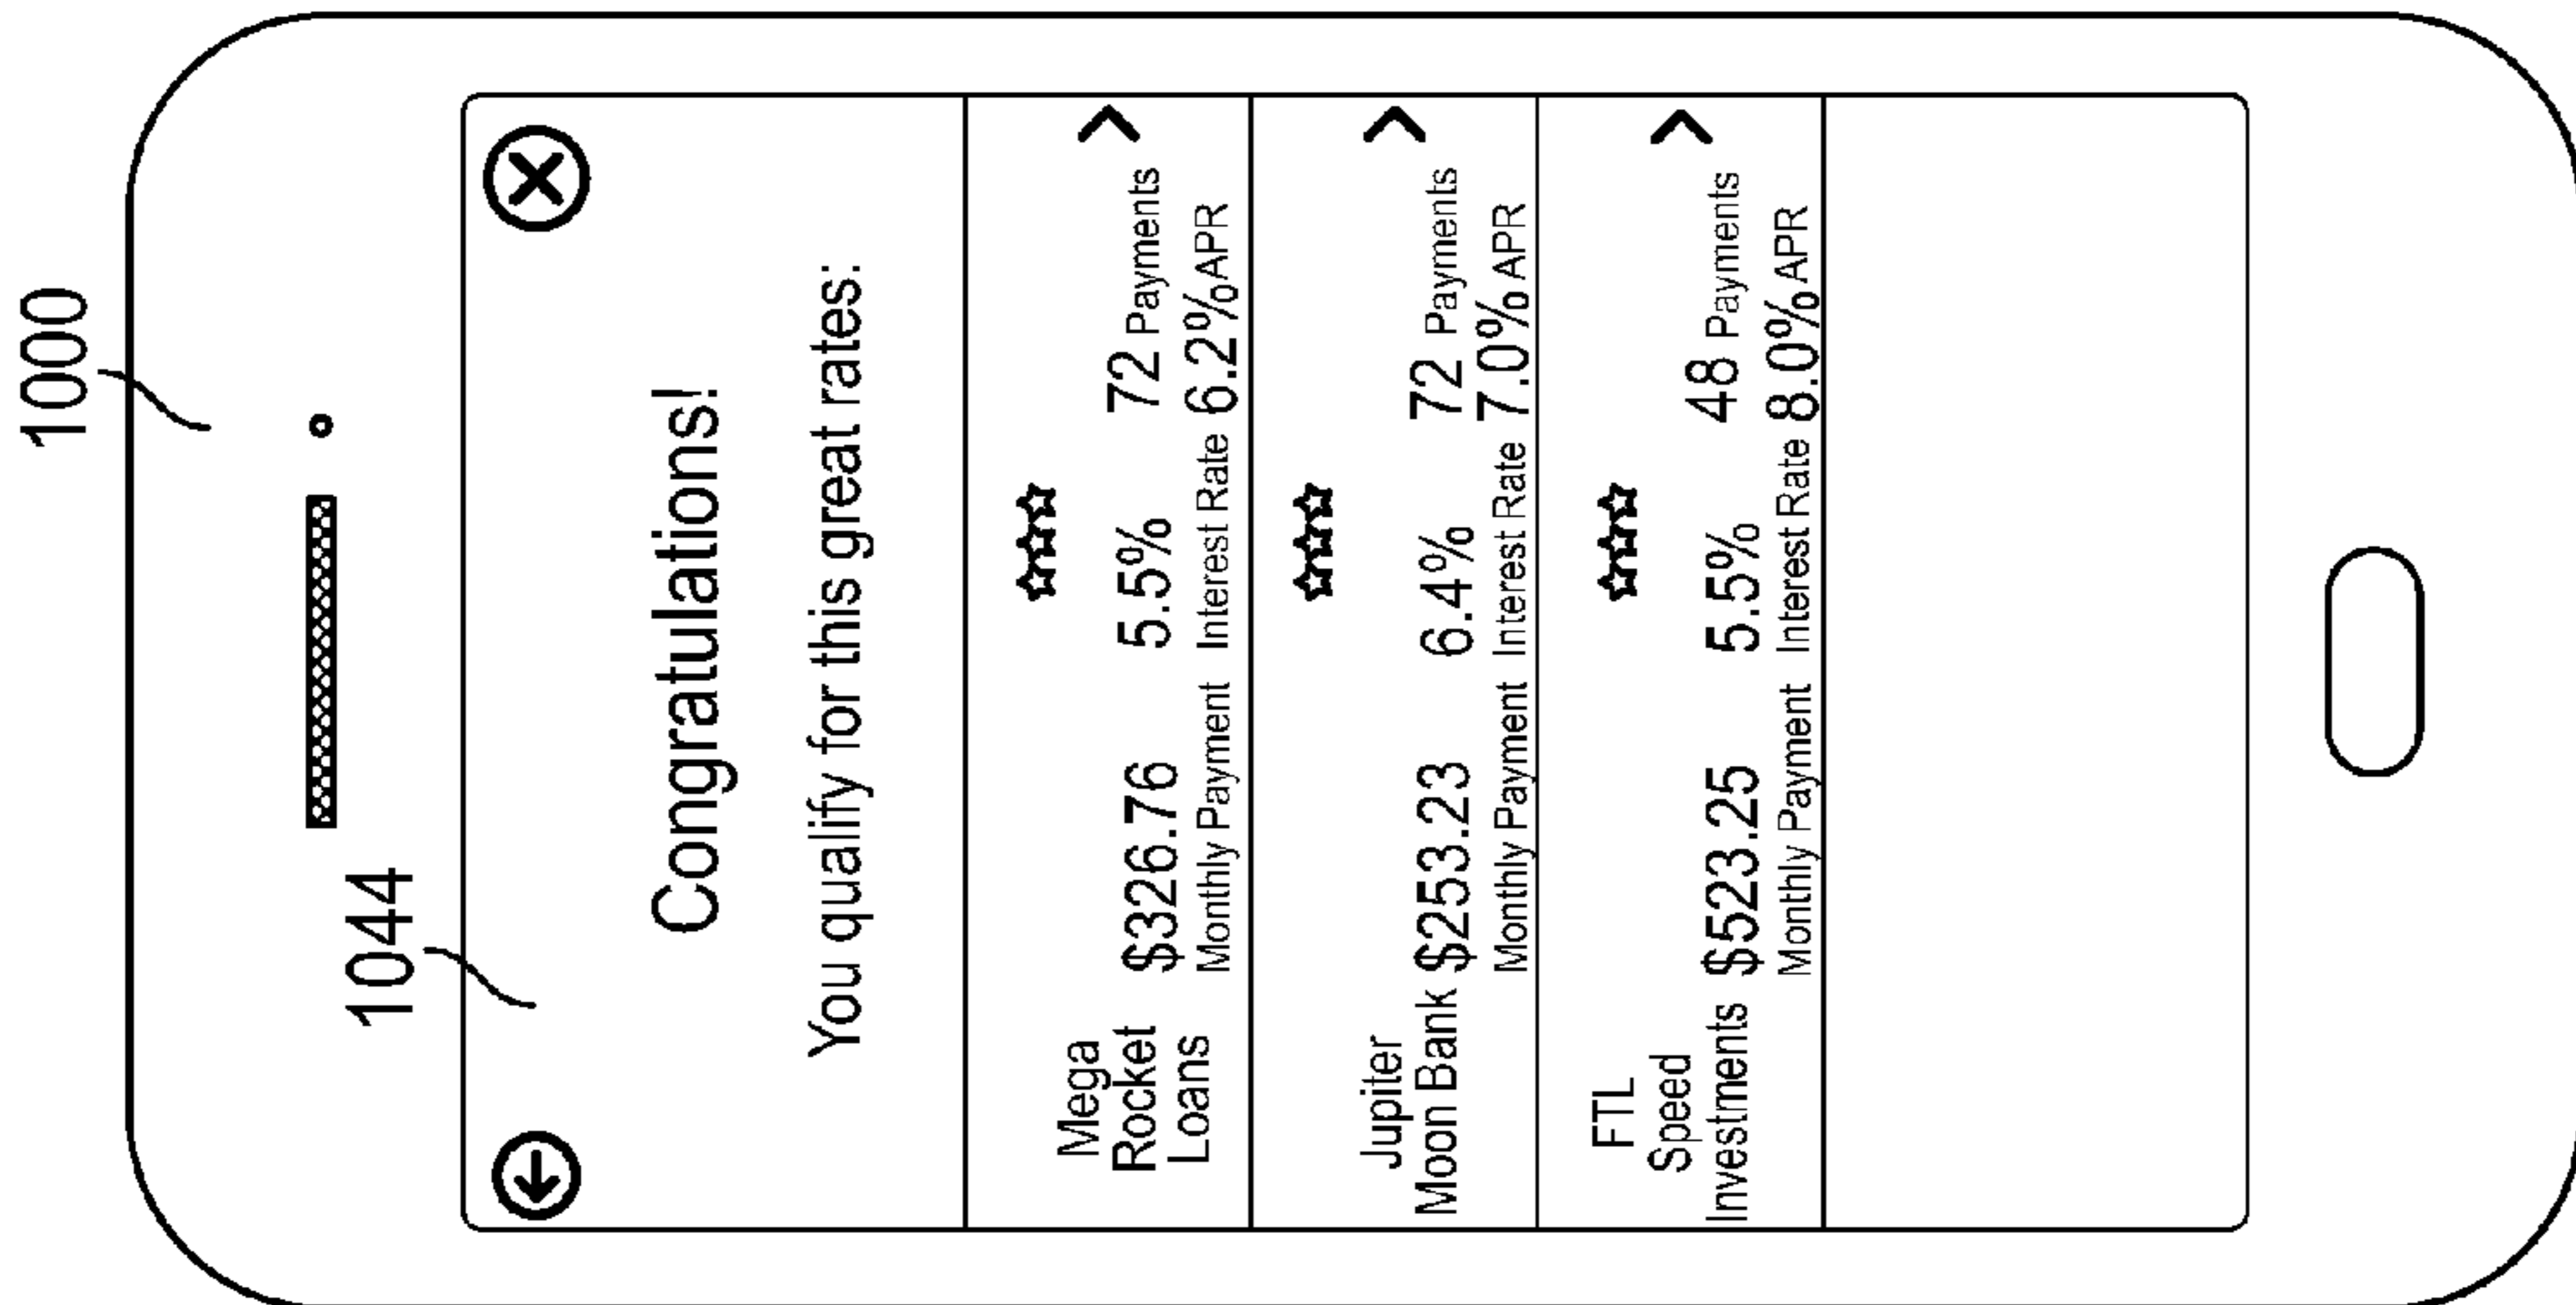 1000
1044
Congratulations!
You qualify for this great rates:
Mega
Rocket
Loans
$326.76 5.5% 72 Payments
Monthly Payment Interest Rate 6.2% APR
Jupiter
Moon Bank $253.23 6.4% 72 Payments
Monthly Payment Interest Rate 7.0% APR
FTL
Speed
Investments $523.25 5.5% 48 Payments
Monthly Payment Interest Rate 8.0% APR